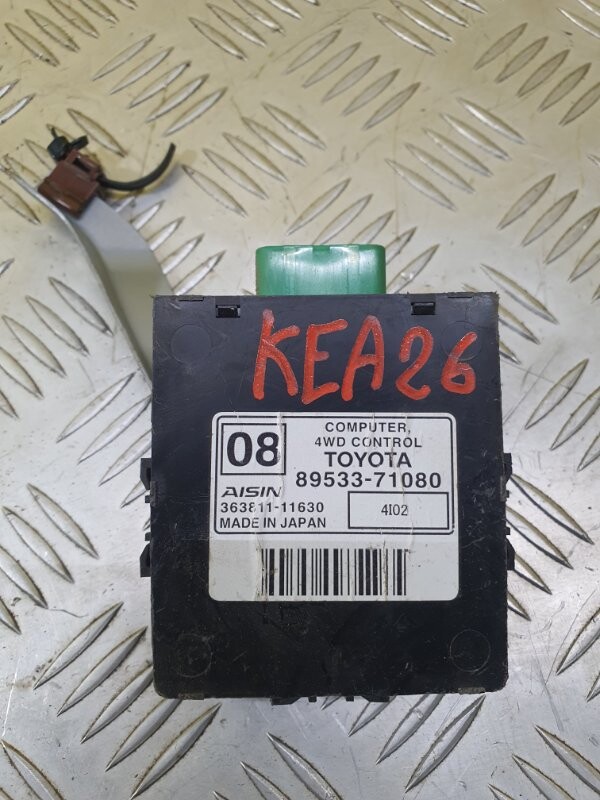 KEA26
08
COMPUTER,
4WD CONTROL
TOYOTA
89533-71080
AISIN
363811-11630
MADE IN JAPAN
4I02